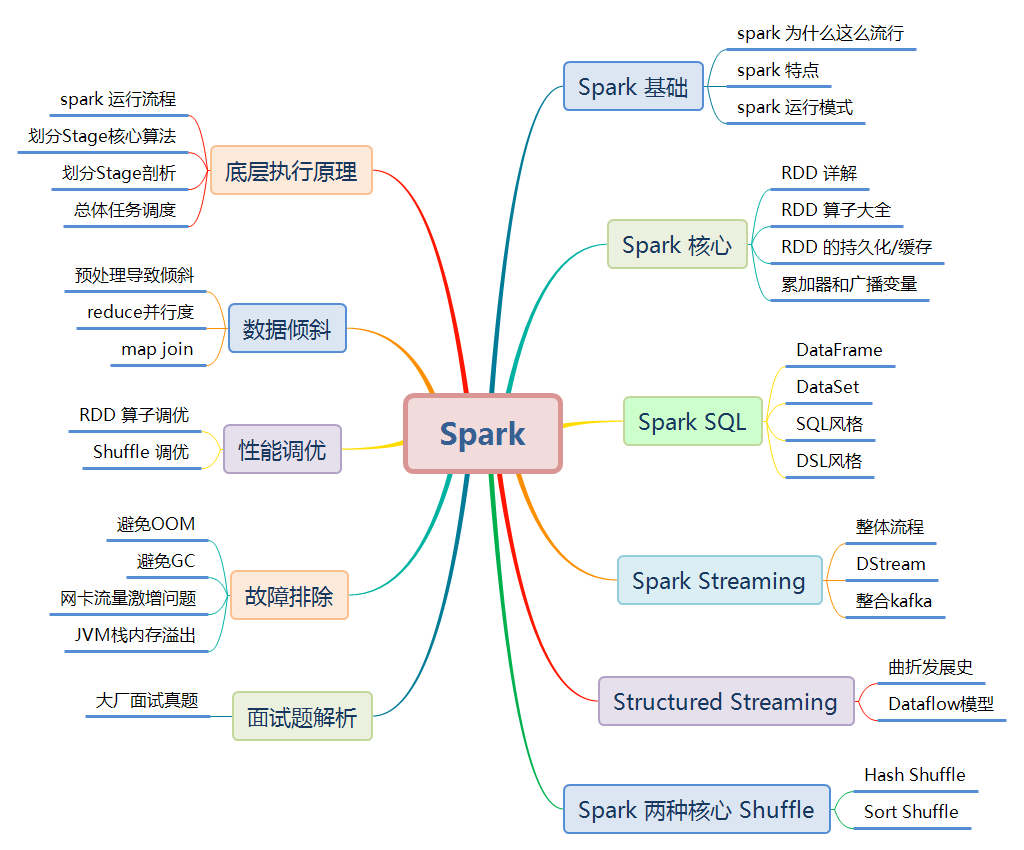 Spark
Spark 基础
spark 为什么这么流行
spark 特点
spark 运行模式
Spark 核心
RDD 详解
RDD 算子大全
RDD 的持久化/缓存
累加器和广播变量
Spark SQL
DataFrame
DataSet
SQL风格
DSL风格
Spark Streaming
整体流程
DStream
整合kafka
Structured Streaming
曲折发展史
Dataflow模型
Spark 两种核心 Shuffle
Hash Shuffle
Sort Shuffle
底层执行原理
spark 运行流程
划分Stage核心算法
划分Stage剖析
总体任务调度
数据倾斜
预处理导致倾斜
reduce并行度
map join
性能调优
RDD 算子调优
Shuffle 调优
故障排除
避免OOM
避免GC
网卡流量激增问题
JVM栈内存溢出
面试题解析
大厂面试真题